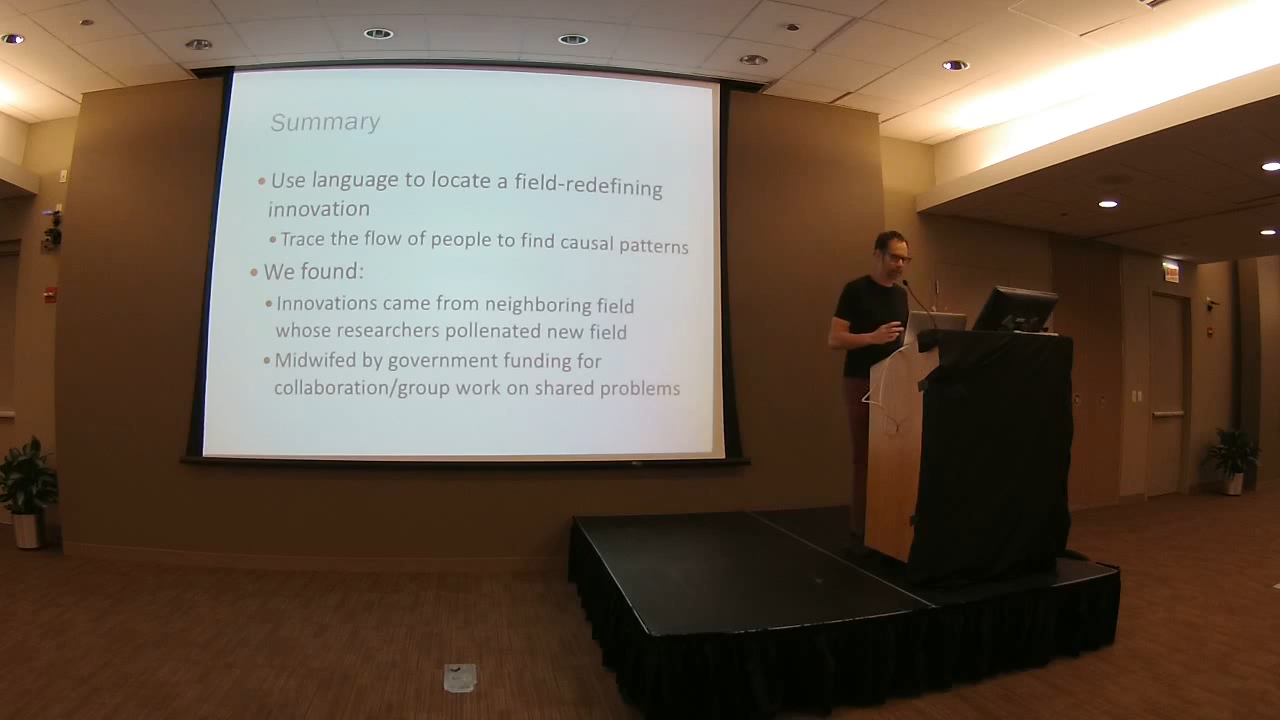 Summary
• Use language to locate a field-redefining
innovation
• Trace the flow of people to find causal patterns
• We found:
• Innovations came from neighboring field
whose researchers pollenated new field
• Midwifed by government funding for
collaboration/group work on shared problems